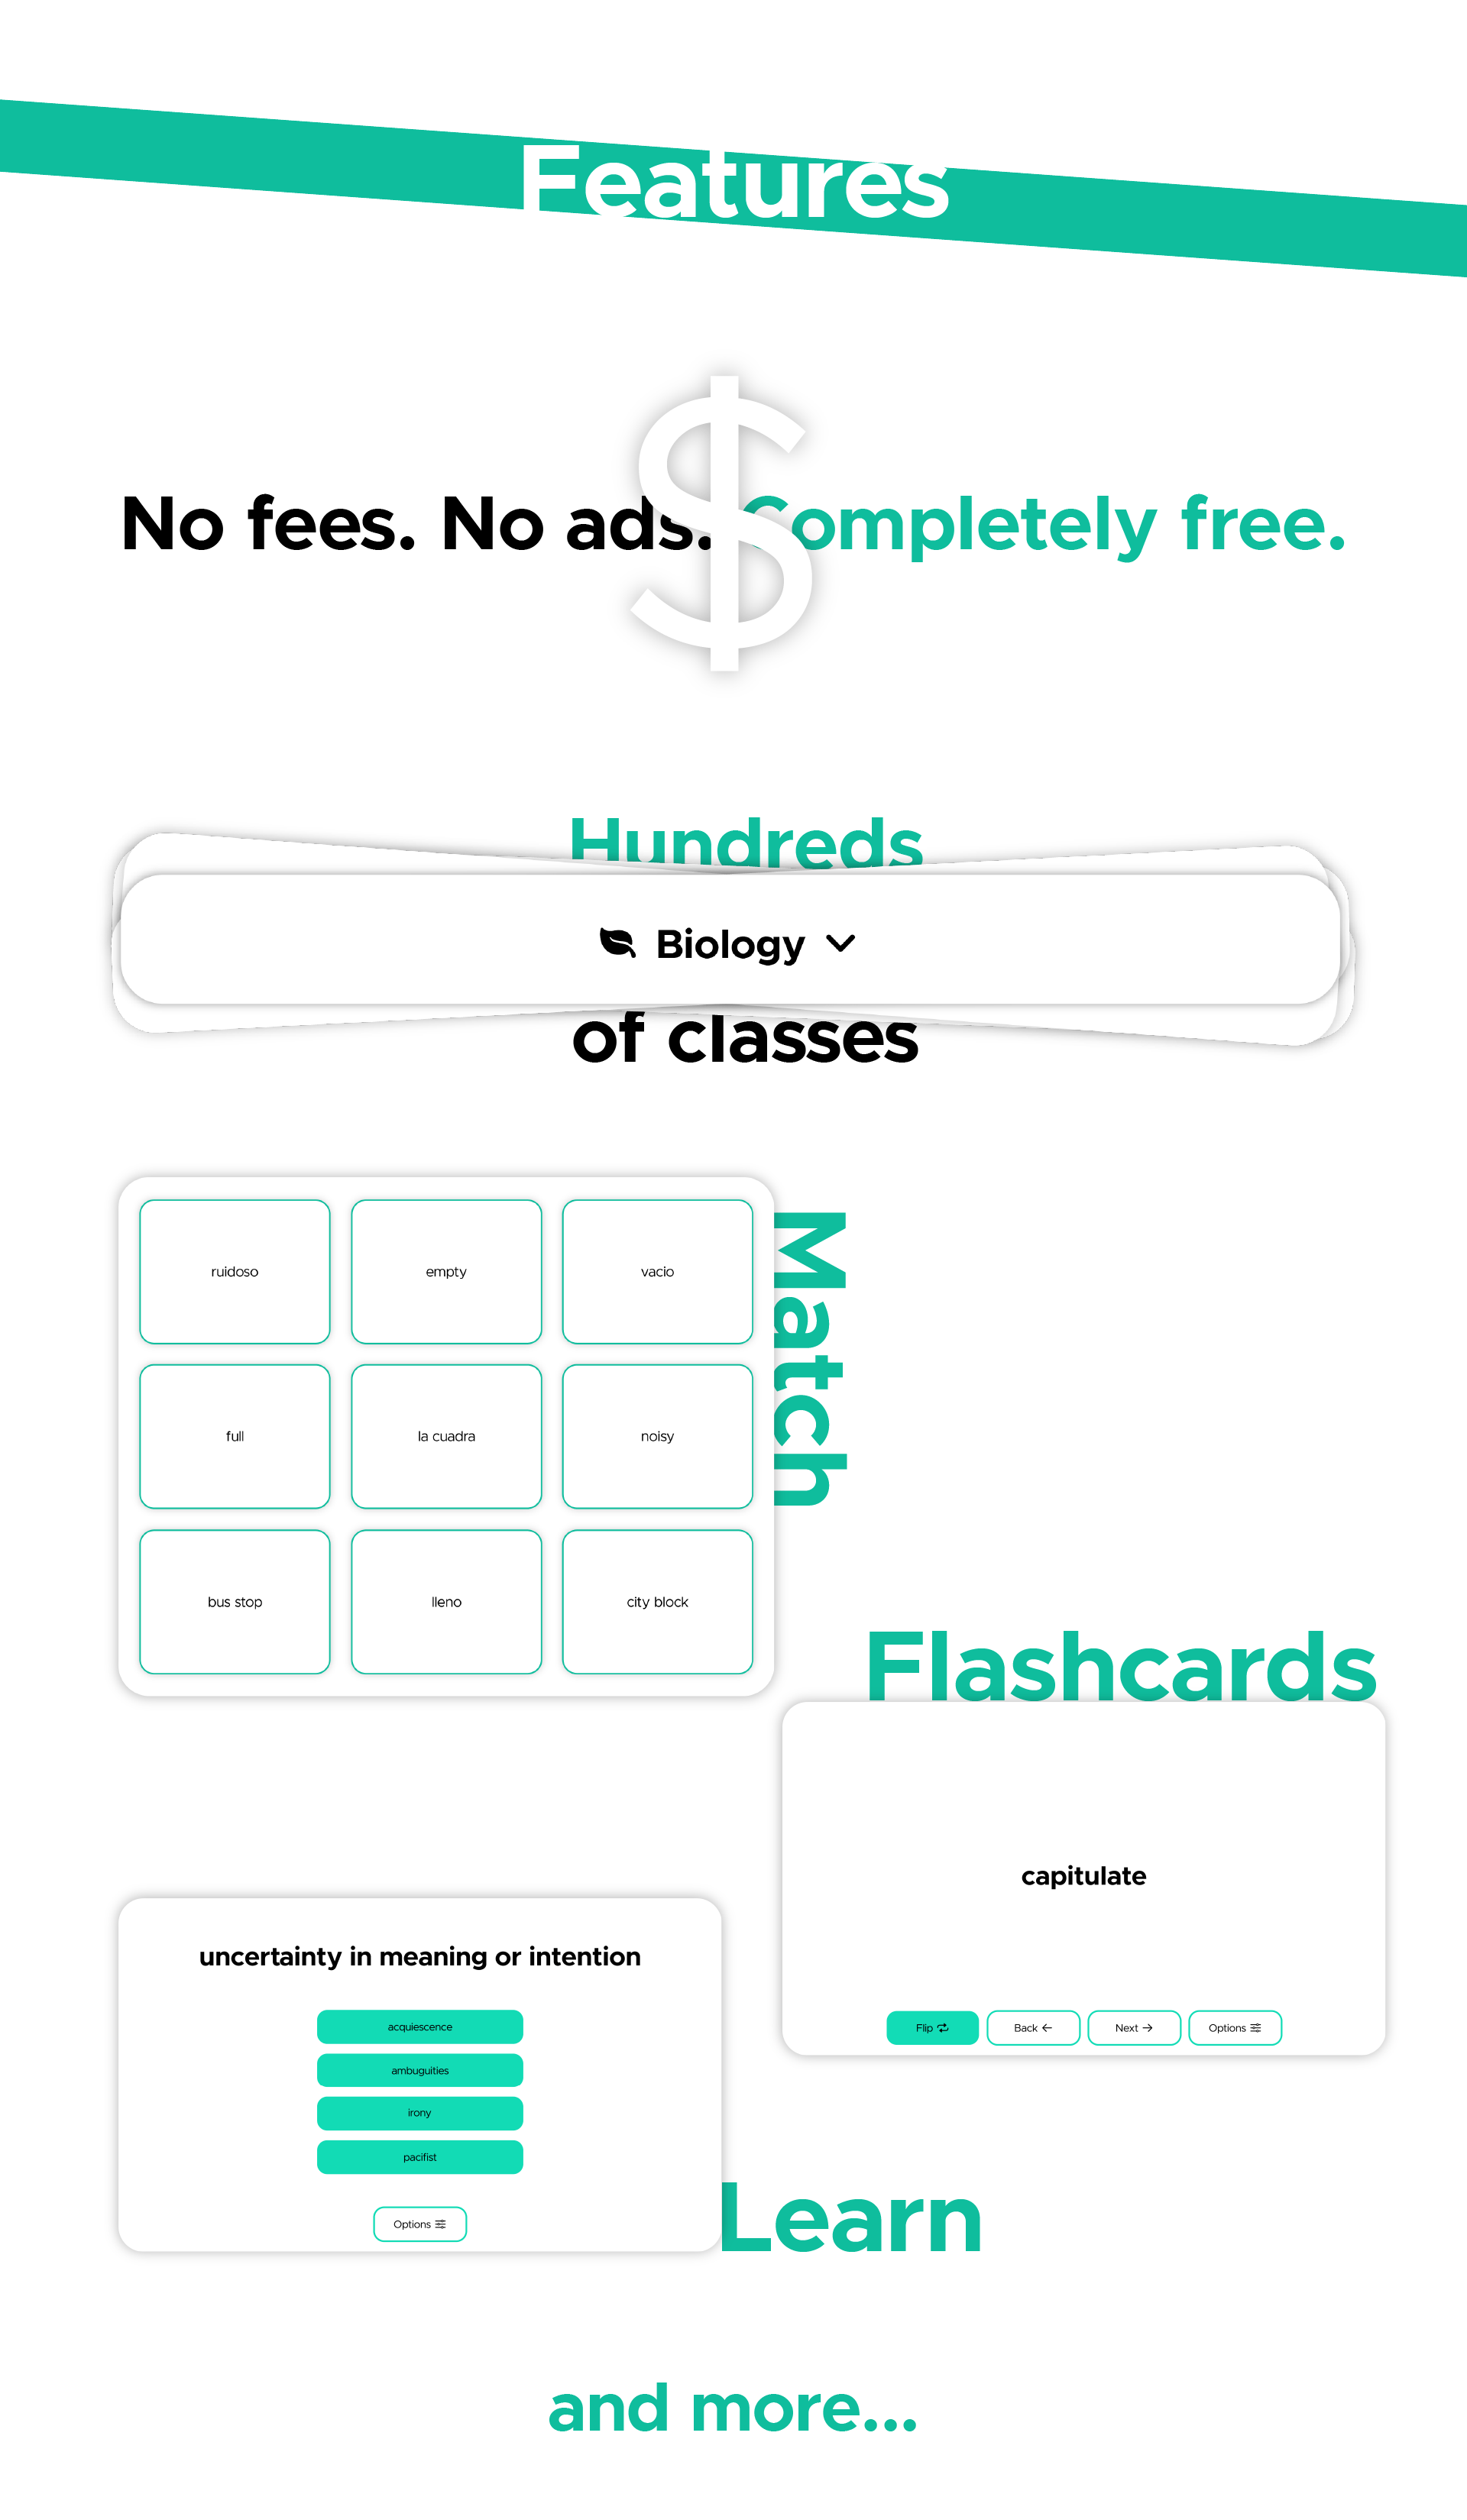 Features
$
No fees. No ads. Completely free.
Hundreds
Biology
of classes
ruidoso empty vacio
full la cuadra noisy
bus stop lleno city block
Match
Flashcards
capitulate
Flip Back Next Options
uncertainty in meaning or intention
acquiescence
ambuguities
irony
pacifist
Options
Learn
and more...